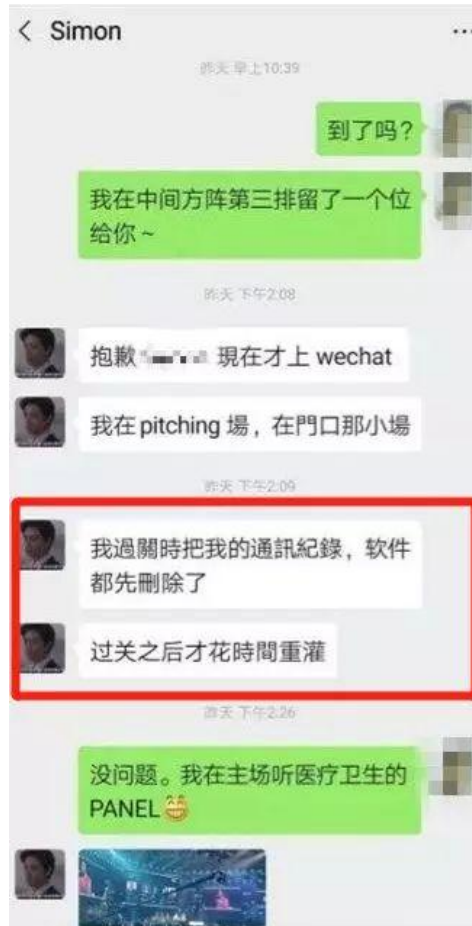 Simon
昨天 早上10:39
到了吗?
我在中间方阵第三排留了一个位
给你~
昨天 下午2:08
抱歉 現在才上 wechat
我在 pitching 場，在門口那小場
昨天 下午2:09
我過關時把我的通訊紀錄，软件
都先刪除了
过关之后才花時間重灌
昨天 下午2:26
没问题。我在主场听医疗卫生的
PANEL😁